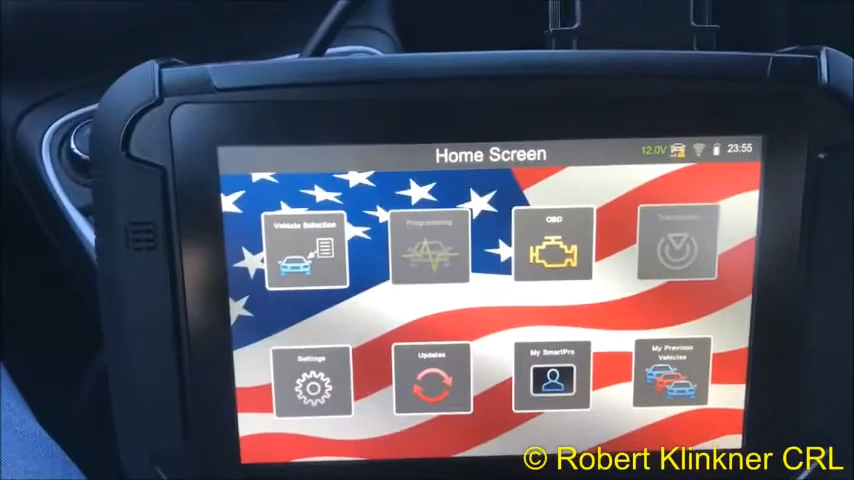 Home Screen
12.0V
23:55
Vehicle Selection
Programming
OBD
Transmission
Settings
Updates
My SmartPro
My Previous
Vehicles
© Robert Klinkner CRL